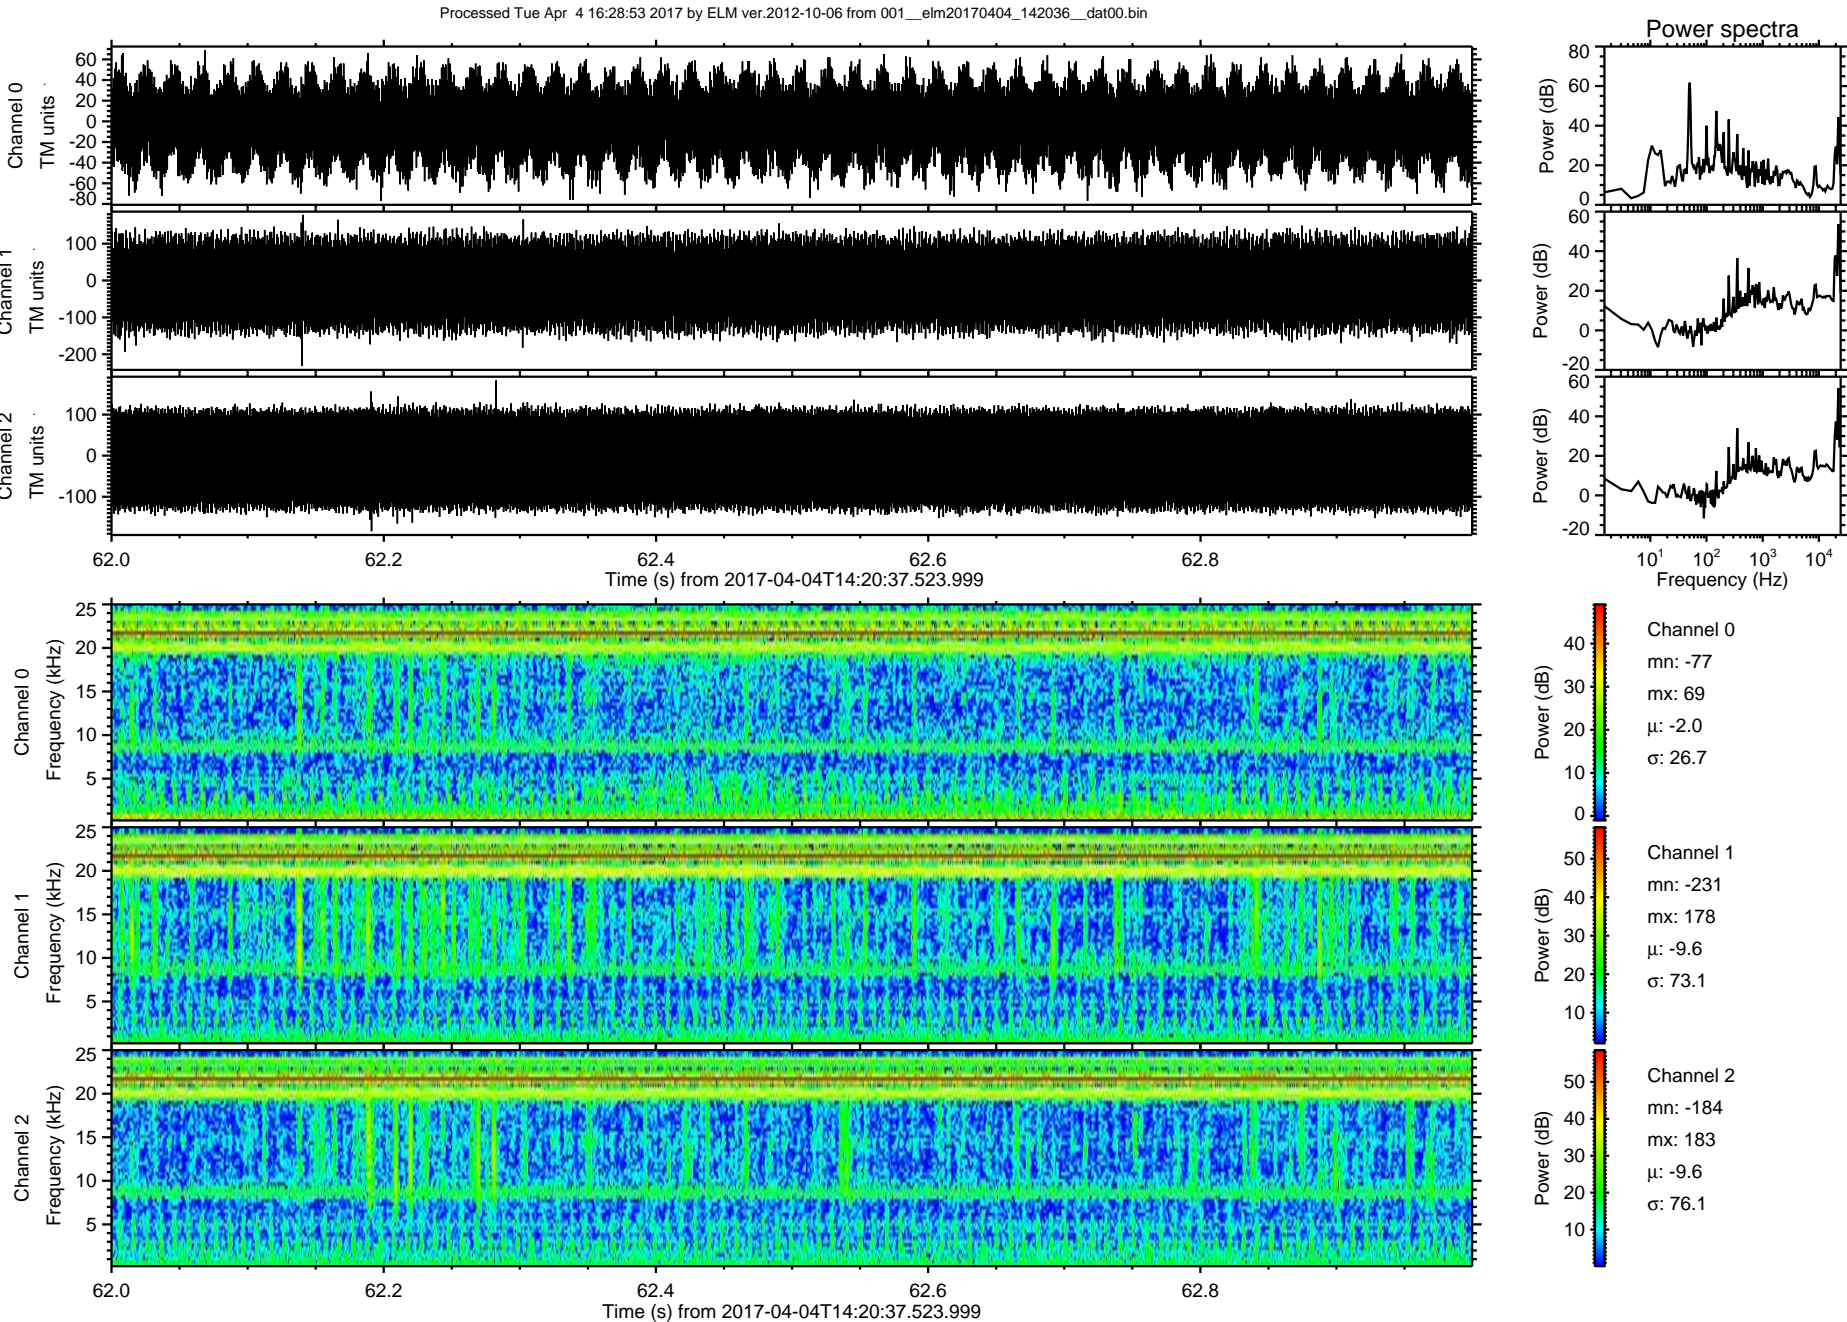 Processed Tue Apr 4 16:28:53 2017 by ELM ver.2012-10-06 from 001__elm20170404_142036__dat00.bin
Power spectra
Channel 0
TM units
60
40
20
0
-20
-40
-60
-80
Power (dB)
80
60
40
20
0
Channel 1
TM units
100
0
-100
-200
Power (dB)
60
40
20
0
-20
Channel 2
TM units
100
0
-100
Power (dB)
60
40
20
0
-20
62.0 62.2 62.4 62.6 62.8
Time (s) from 2017-04-04T14:20:37.523.999
10¹ 10² 10³ 10⁴
Frequency (Hz)
Channel 0
Frequency (kHz)
25
20
15
10
5
Power (dB)
40
30
20
10
0
Channel 0
mn: -77
mx: 69
μ: -2.0
σ: 26.7
Channel 1
Frequency (kHz)
25
20
15
10
5
Power (dB)
50
40
30
20
10
Channel 1
mn: -231
mx: 178
μ: -9.6
σ: 73.1
Channel 2
Frequency (kHz)
25
20
15
10
5
Power (dB)
50
40
30
20
10
Channel 2
mn: -184
mx: 183
μ: -9.6
σ: 76.1
62.0 62.2 62.4 62.6 62.8
Time (s) from 2017-04-04T14:20:37.523.999